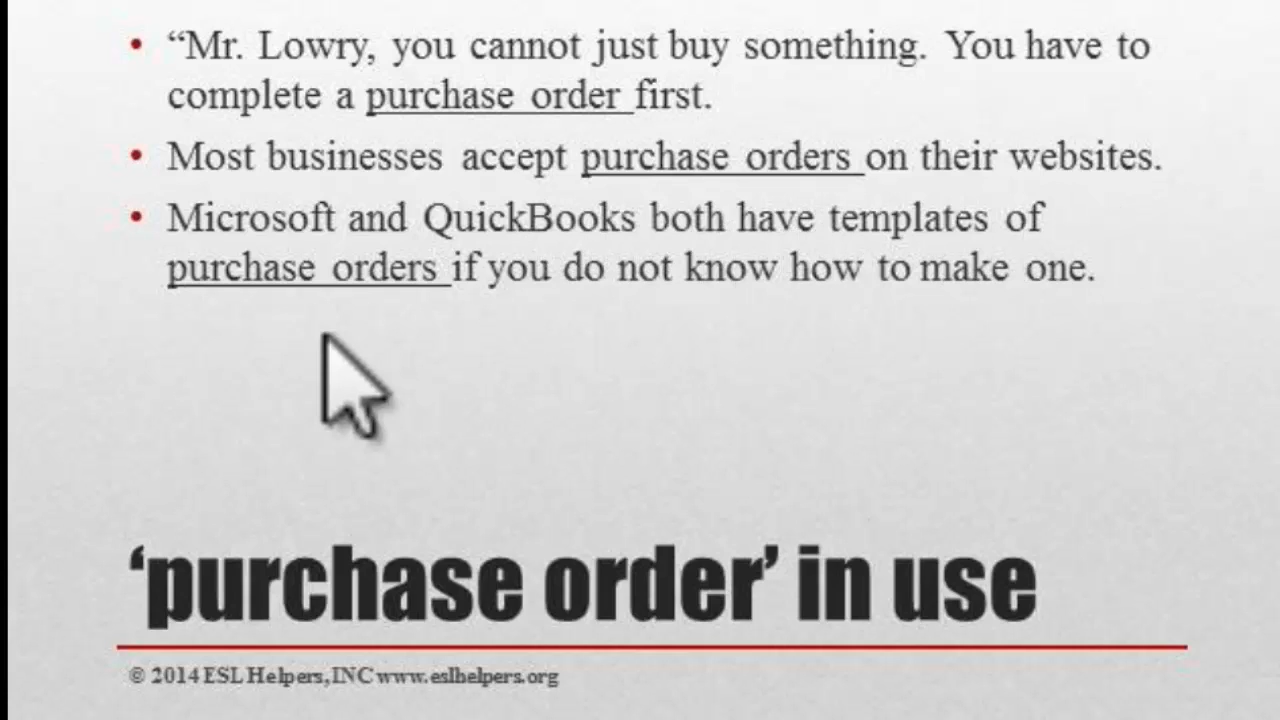 • “Mr. Lowry, you cannot just buy something. You have to
complete a purchase order first.
• Most businesses accept purchase orders on their websites.
• Microsoft and QuickBooks both have templates of
purchase orders if you do not know how to make one.
‘purchase order’ in use
© 2014 ESL Helpers, INC www.eslhelpers.org